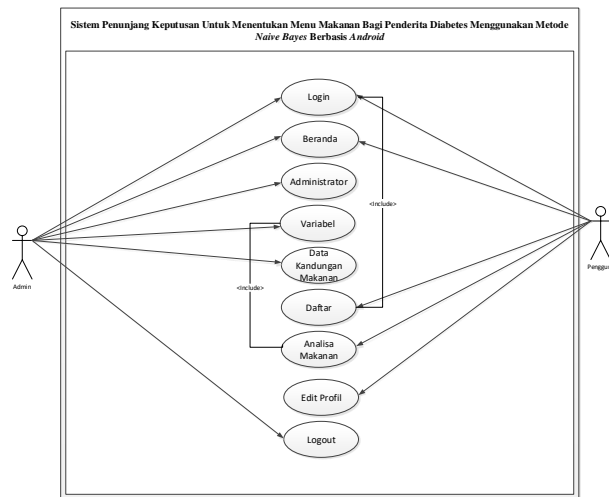 Sistem Penunjang Keputusan Untuk Menentukan Menu Makanan Bagi Penderita Diabetes Menggunakan Metode
Naive Bayes Berbasis Android
Login
Beranda
Administrator
<Include>
Variabel
Data
Kandungan
Makanan
<Include>
Daftar
Analisa
Makanan
Edit Profil
Logout
Admin
Pengguna